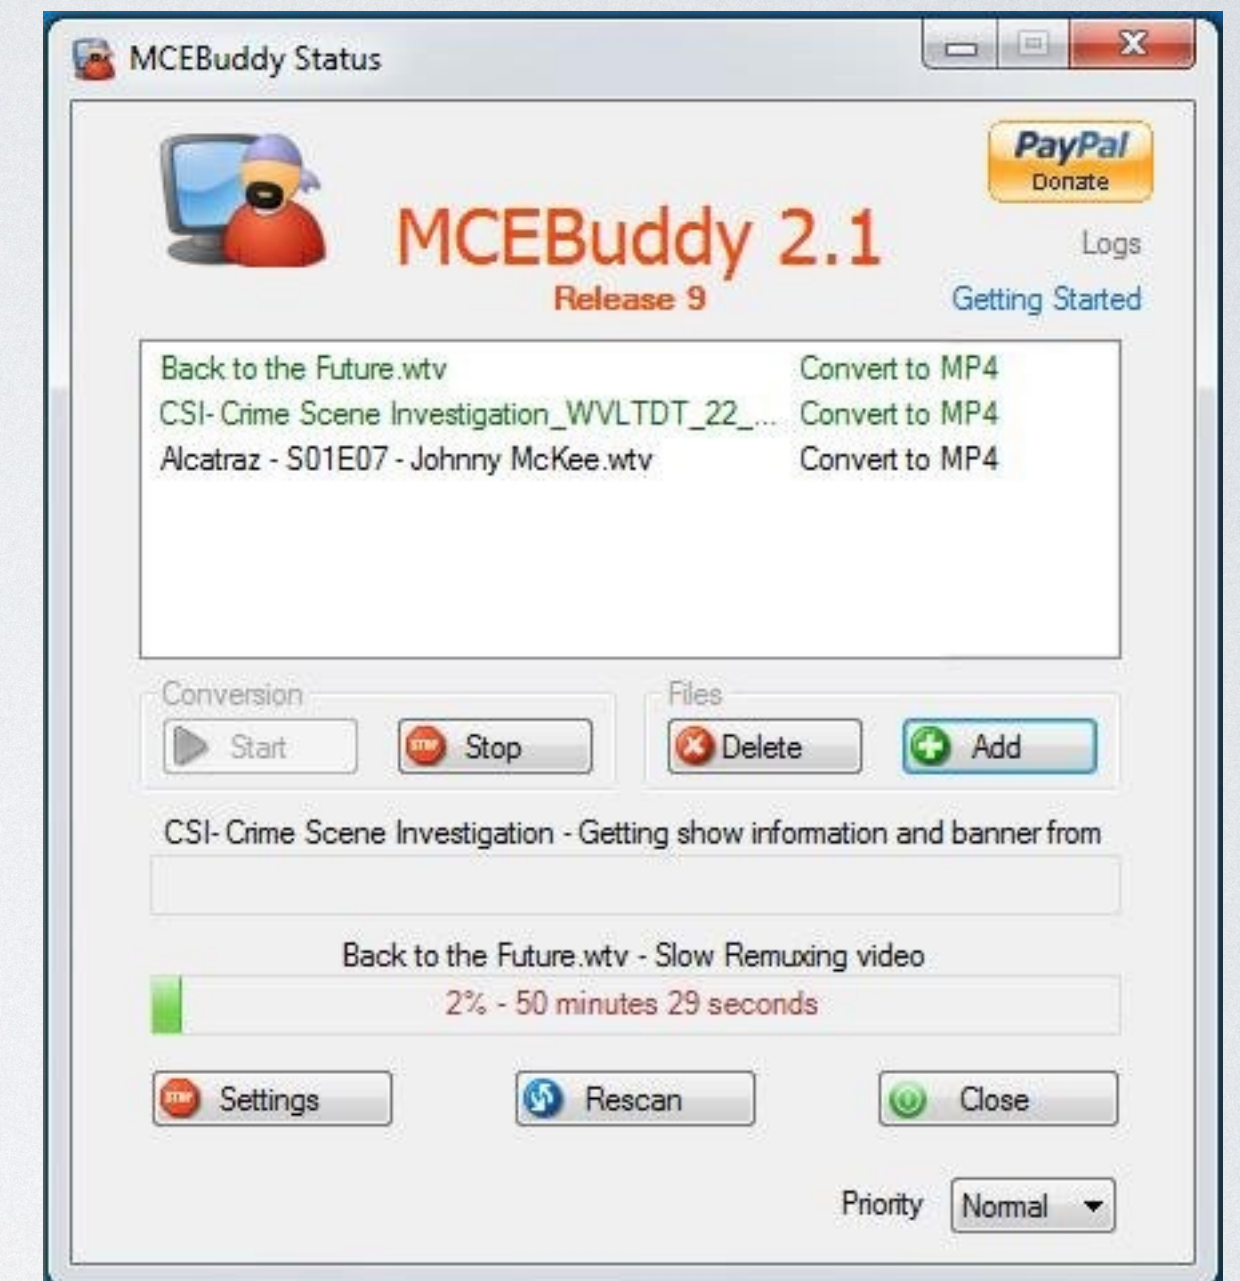 MCEBuddy Status
PayPal
Donate
MCEBuddy 2.1
Logs
Release 9
Getting Started
Back to the Future.wtv Convert to MP4
CSI- Crime Scene Investigation_WVLTDT_22_... Convert to MP4
Alcatraz - S01E07 - Johnny McKee.wtv Convert to MP4
Conversion Files
Start STOP Stop Delete Add
CSI- Crime Scene Investigation - Getting show information and banner from
Back to the Future.wtv - Slow Remuxing video
2% - 50 minutes 29 seconds
STOP Settings Rescan Close
Priority Normal